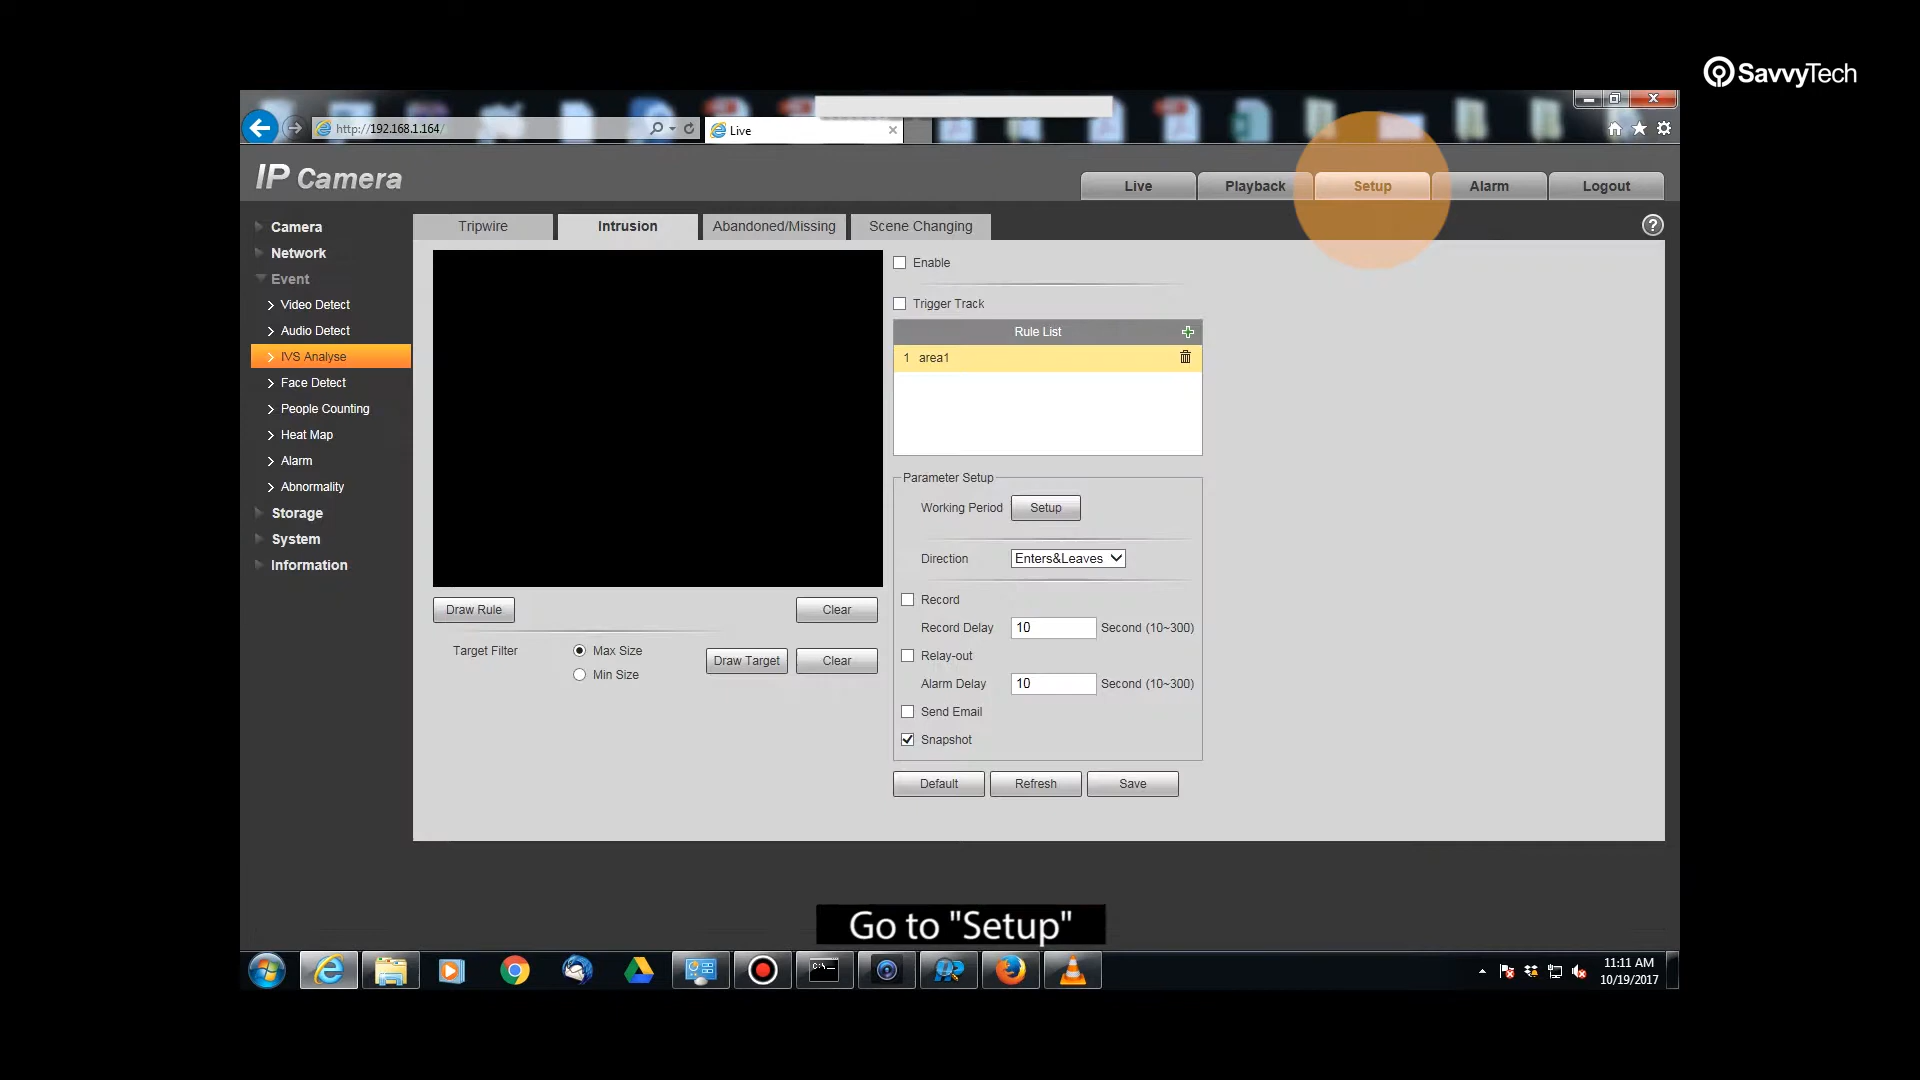 SavvyTech
http://192.168.1.164/
Live
IP Camera
Live Playback Setup Alarm Logout
Camera
Network
Event
Video Detect
Audio Detect
IVS Analyse
Face Detect
People Counting
Heat Map
Alarm
Abnormality
Storage
System
Information
Tripwire Intrusion Abandoned/Missing Scene Changing
?
Draw Rule Clear
Target Filter Max Size Draw Target Clear
Min Size
Enable
Trigger Track
Rule List
1 area1
Parameter Setup
Working Period Setup
Direction Enters&Leaves
Record
Record Delay 10 Second (10~300)
Relay-out
Alarm Delay 10 Second (10~300)
Send Email
Snapshot
Default Refresh Save
Go to "Setup"
11:11 AM
10/19/2017